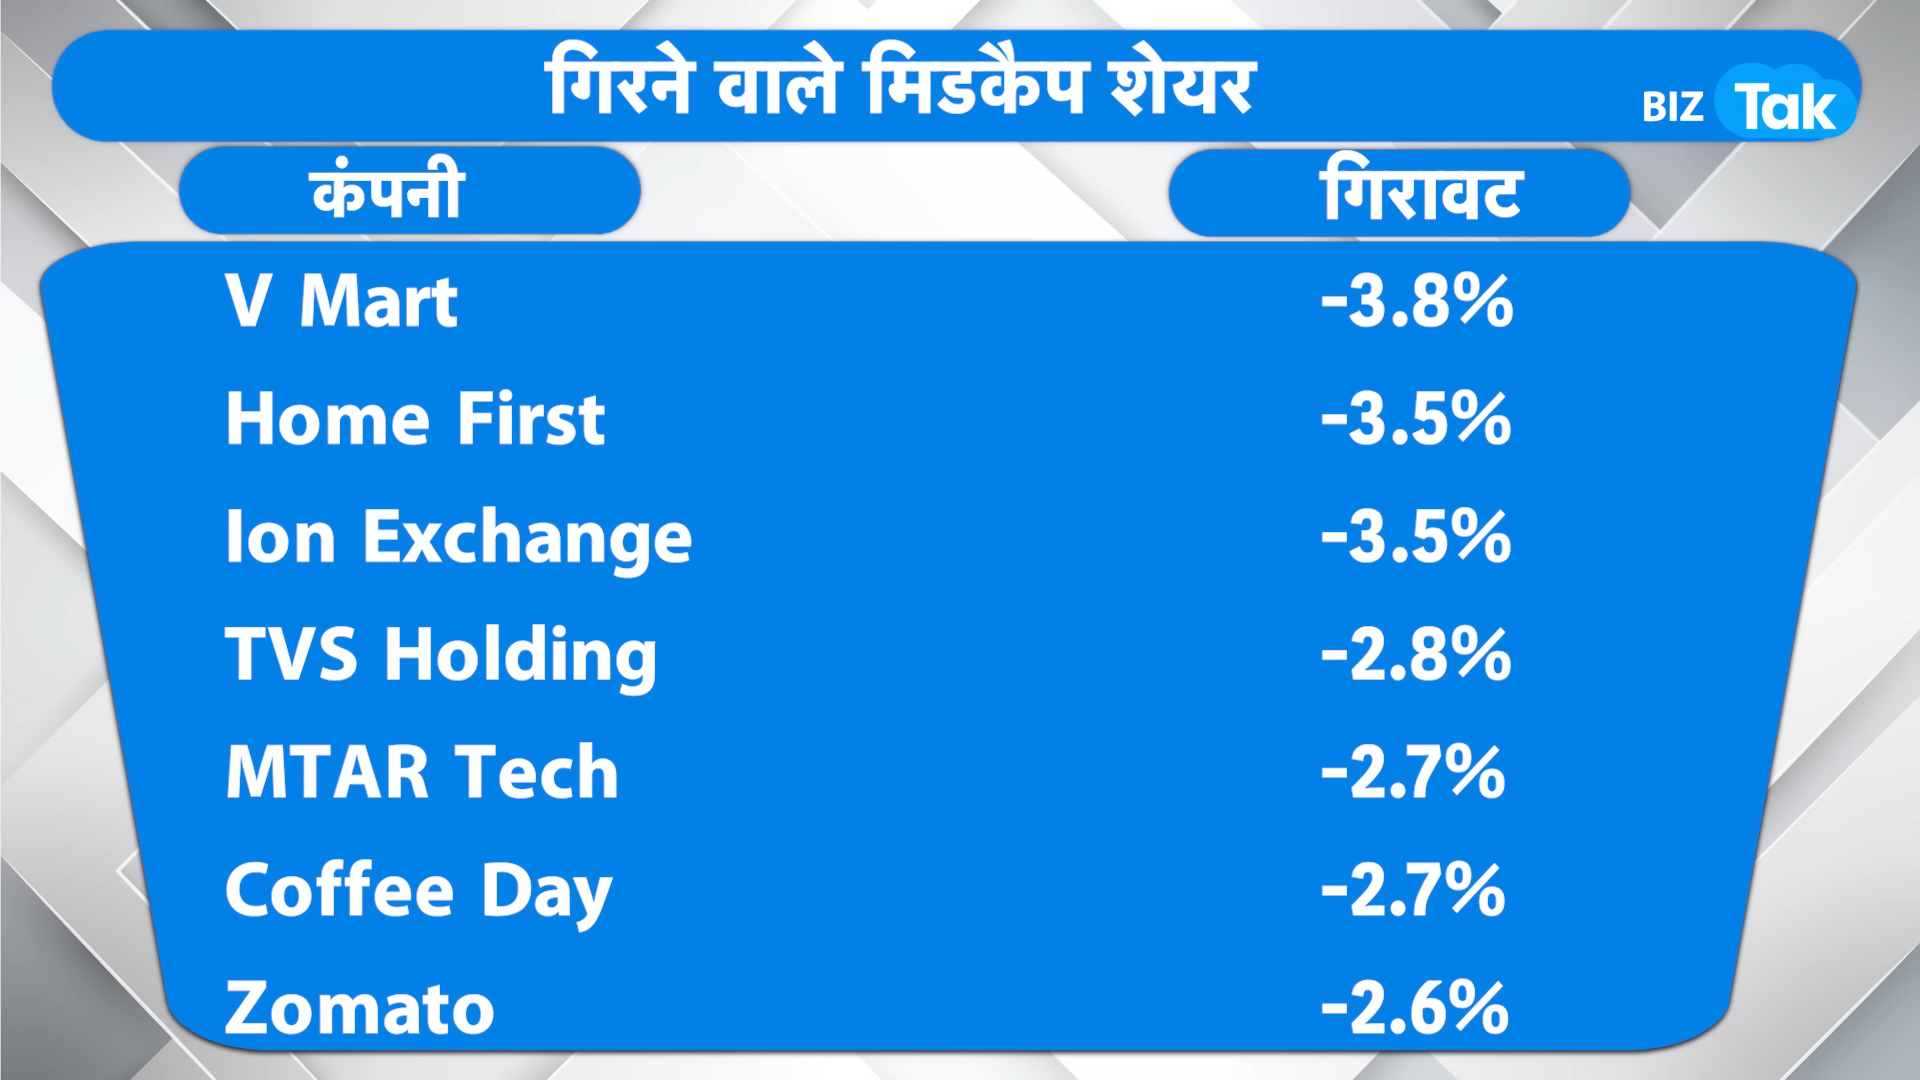 गिरने वाले मिडकैप शेयर
BIZ Tak
कंपनी गिरावट
V Mart -3.8%
Home First -3.5%
Ion Exchange -3.5%
TVS Holding -2.8%
MTAR Tech -2.7%
Coffee Day -2.7%
Zomato -2.6%